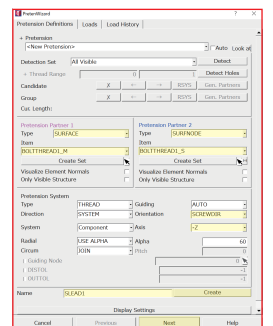 PretenWizard ? ×
Pretension Definitions Loads Load History
Pretension
<New Pretension> Auto Look at
Detection Set All Visible Detect
+ Thread Range 0 1 Detect Holes
Candidate X ← → RSYS Gen. Partners
Group X ← → RSYS Gen. Partners
Cur. Length:
Pretension Partner 1 Pretension Partner 2
Type SURFACE Type SURFNODE
Item Item
BOLTTHREAD1_M BOLTTHREAD1_S
Create Set Create Set
Visualize Element Normals Visualize Element Normals
Only Visible Structure Only Visible Structure
Pretension System
Type THREAD Guiding AUTO
Direction SYSTEM Orientation SCREWDIR
System Component Axis -Z
Radial USE ALPHA Alpha 60
Circum JOIN Pitch 0
Guiding Node 0
DISTOL -1
OUTTOL -1
Name SLEAD1 Create
Display Settings
Cancel Previous Next Help